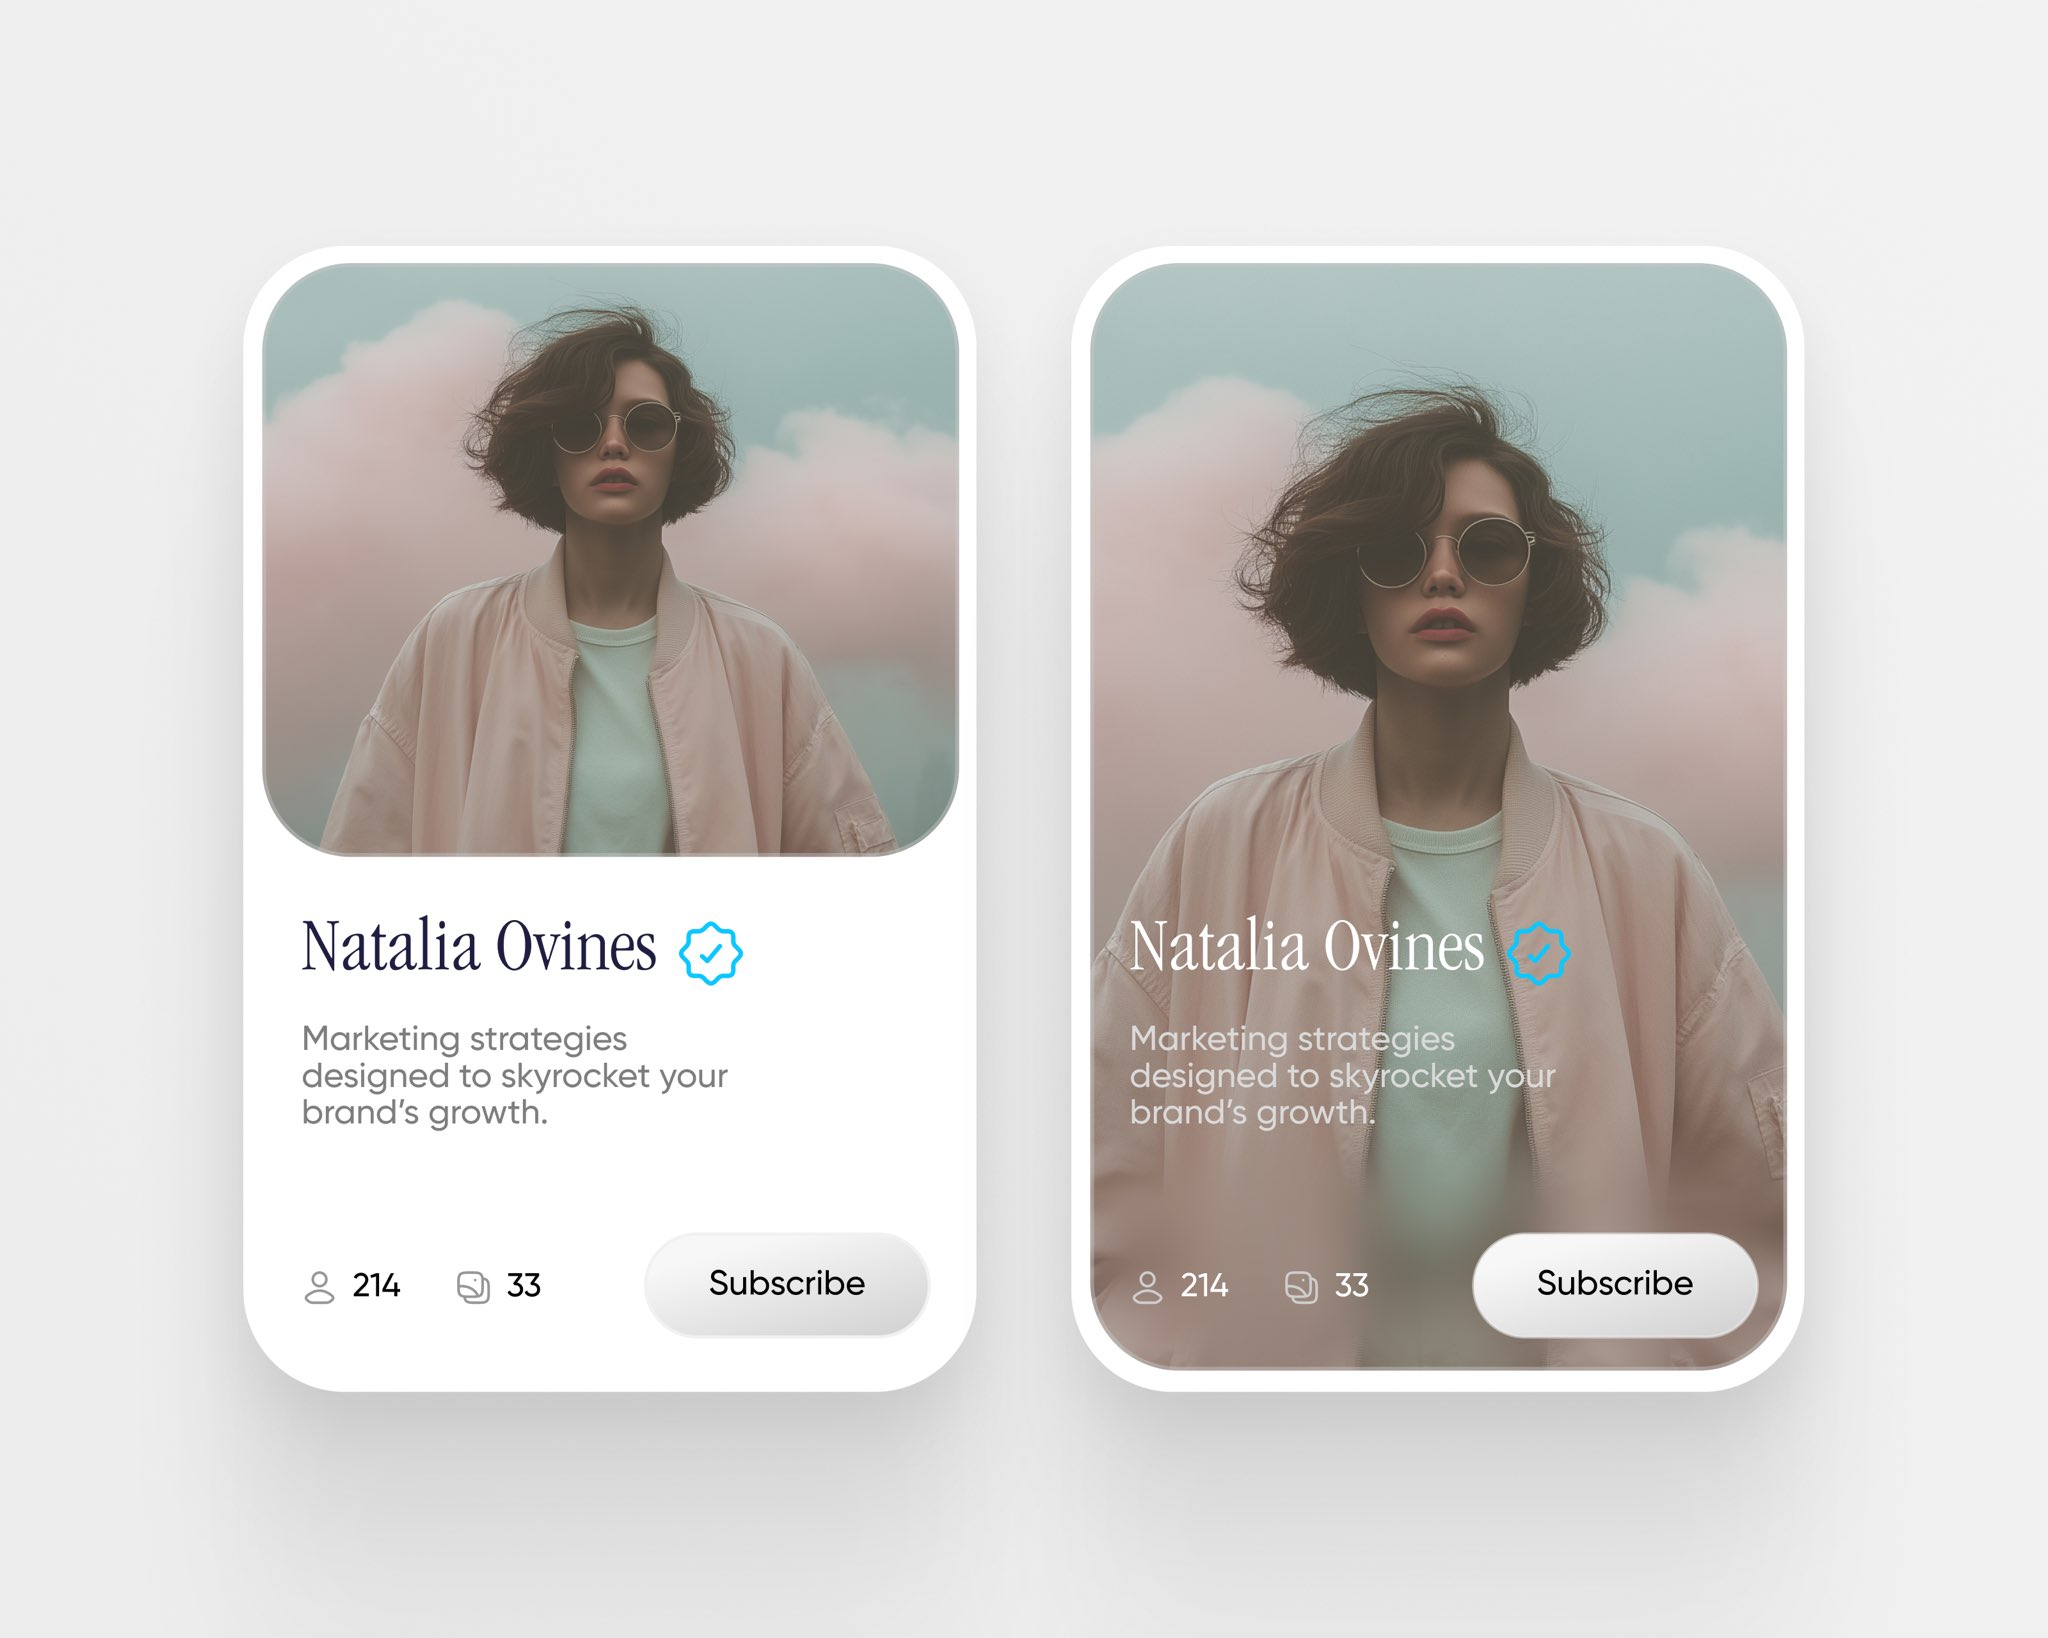 Natalia Ovines
Marketing strategies
designed to skyrocket your
brand’s growth.
214
33
Subscribe
Natalia Ovines
Marketing strategies
designed to skyrocket your
brand’s growth.
214
33
Subscribe